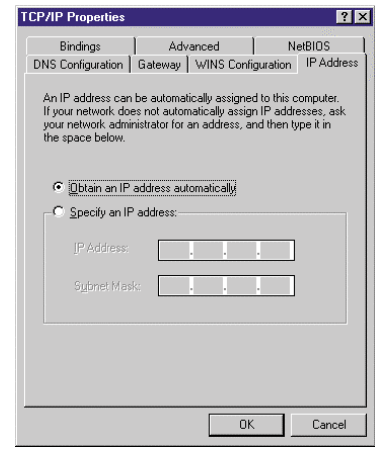 TCP/IP Properties
Bindings Advanced NetBIOS
DNS Configuration Gateway WINS Configuration IP Address
An IP address can be automatically assigned to this computer.
If your network does not automatically assign IP addresses, ask
your network administrator for an address, and then type it in
the space below.
Obtain an IP address automatically
Specify an IP address:
IP Address:
Subnet Mask:
OK Cancel